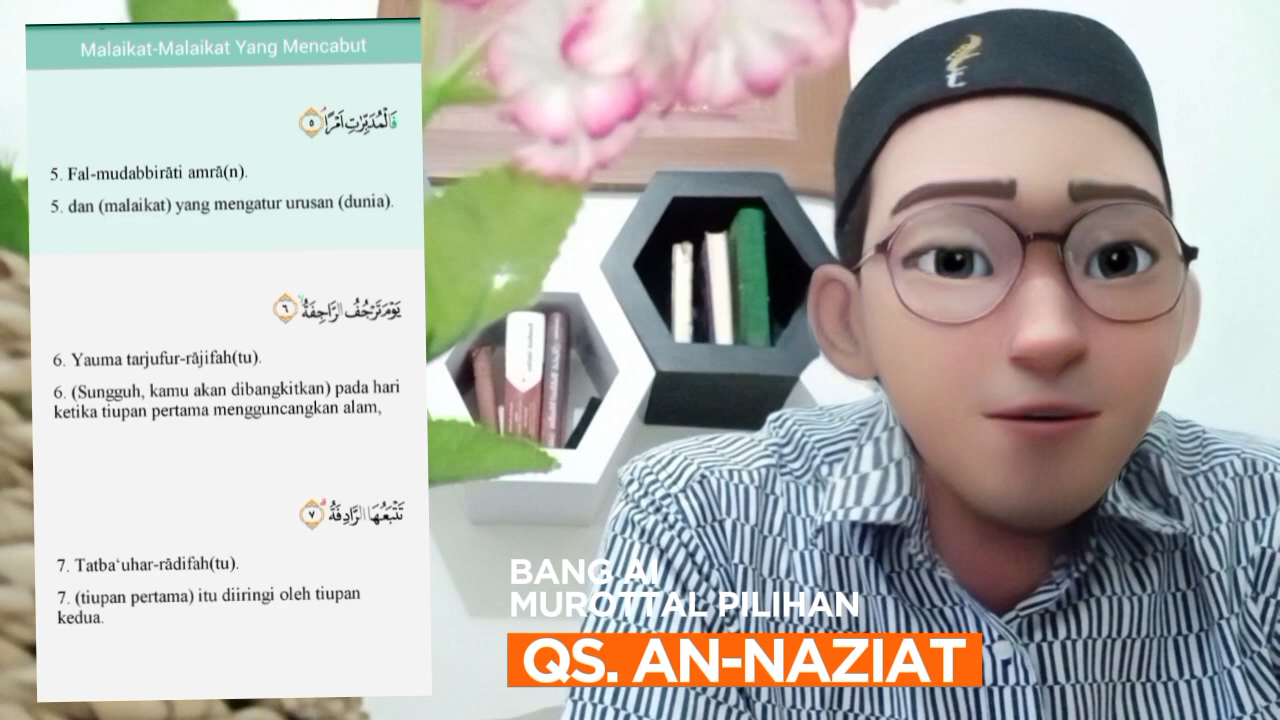 Malaikat-Malaikat Yang Mencabut
فَالْمُدَبِّرٰتِ اَمْرًاۘ ٥
5. Fal-mudabbirāti amrā(n).
5. dan (malaikat) yang mengatur urusan (dunia).
يَوْمَ تَرْجُفُ الرَّاجِفَةُۙ ٦
6. Yauma tarjufur-rājifah(tu).
6. (Sungguh, kamu akan dibangkitkan) pada hari
ketika tiupan pertama mengguncangkan alam,
تَتْبَعُهَا الرَّادِفَةُۗ ٧
7. Tatba‘uhar-rādifah(tu).
7. (tiupan pertama) itu diiringi oleh tiupan
kedua.
BANG AI
MUROTTAL PILIHAN
QS. AN-NAZIAT